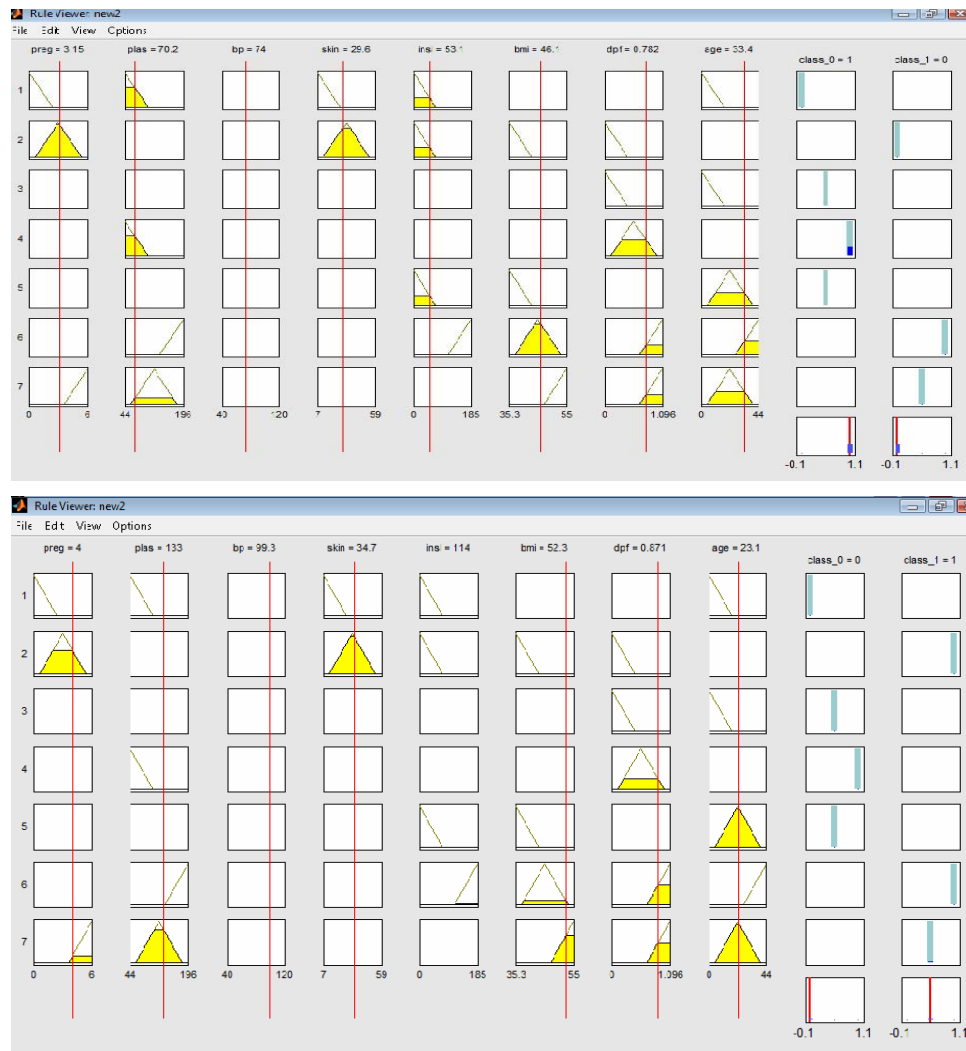 Rule Viewer: new2
File Edit View Options
preg = 3.15 plas = 70.2 bp = 74 skin = 29.6 insi = 53.1 bmi = 46.1 dpf = 0.782 age = 33.4
class_0 = 1 class_1 = 0
1
2
3
4
5
6
7
0 6 44 196 40 120 7 59 0 185 35.3 55 0 1.096 0 44
-0.1 1.1 -0.1 1.1
Rule Viewer: new2
File Edit View Options
preg = 4 plas = 133 bp = 99.3 skin = 34.7 insi = 114 bmi = 52.3 dpf = 0.871 age = 23.1
class_0 = 0 class_1 = 1
1
2
3
4
5
6
7
0 6 44 196 40 120 7 59 0 185 35.3 55 0 1.096 0 44
-0.1 1.1 -0.1 1.1